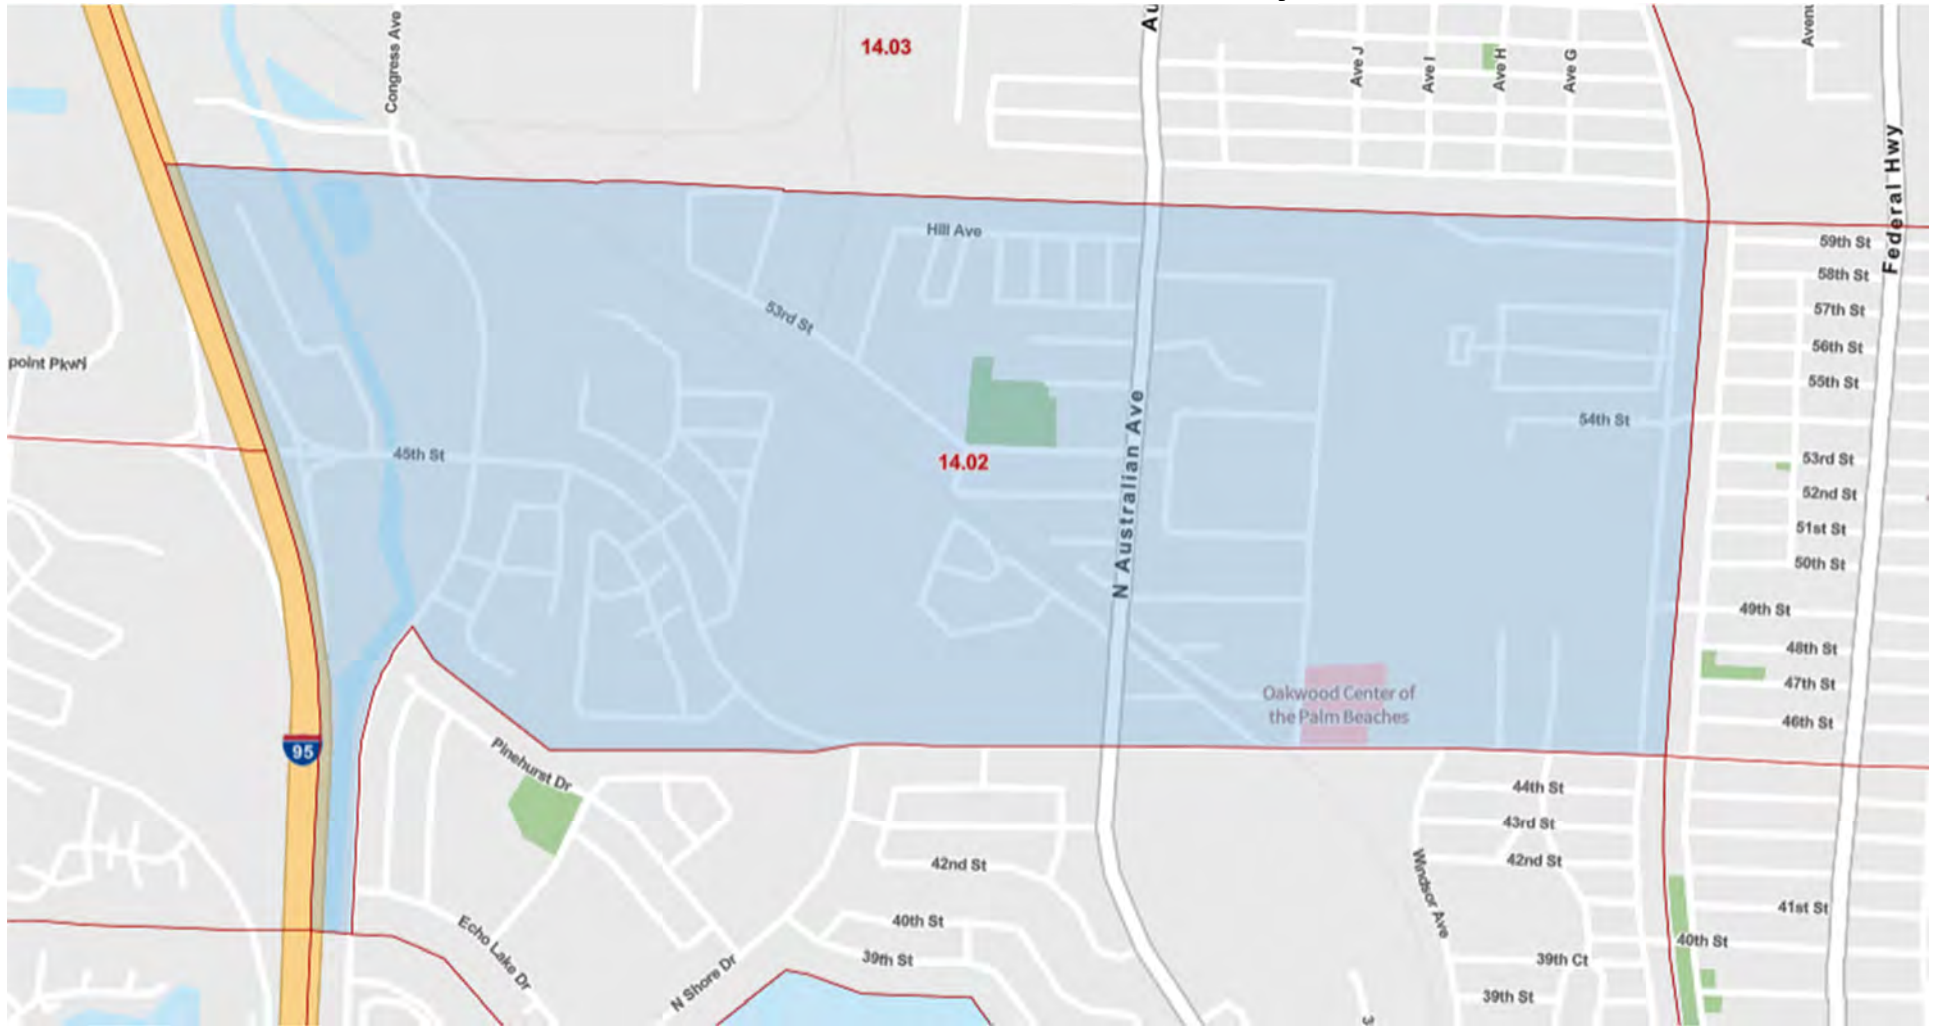 Congress Ave
14.03
Au
Ave J
Ave I
Ave H
Ave G
Federal Hwy
Hill Ave
59th St
58th St
53rd St
57th St
56th St
point Pkwy
55th St
54th St
45th St
14.02
N Australian Ave
53rd St
52nd St
51st St
50th St
49th St
48th St
Oakwood Center of
the Palm Beaches
47th St
46th St
95
Pinehurst Dr
44th St
43rd St
42nd St
42nd St
Windsor Ave
41st St
Echo Lake Dr
40th St
40th St
39th St
39th Ct
N Shore Dr
39th St